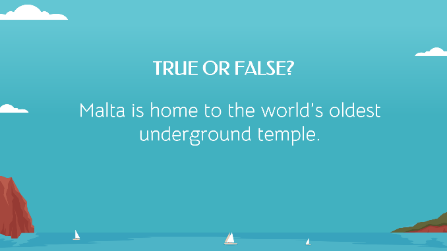 TRUE OR FALSE?
Malta is home to the world's oldest
underground temple.